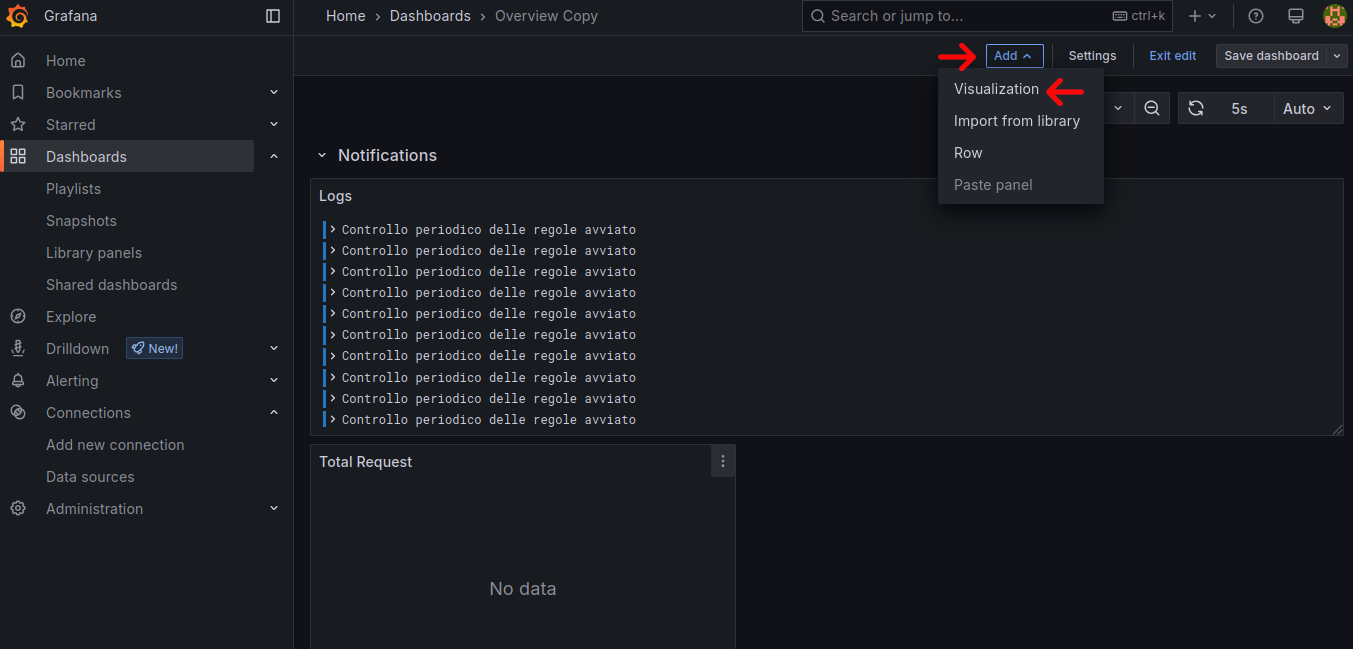 Grafana
Home › Dashboards › Overview Copy
Search or jump to...
ctrl+k
Home
Bookmarks
Starred
Dashboards
Playlists
Snapshots
Library panels
Shared dashboards
Explore
Drilldown New!
Alerting
Connections
Add new connection
Data sources
Administration
Add
Settings
Exit edit
Save dashboard
Visualization
Import from library
Row
Paste panel
5s
Auto
Notifications
Logs
Controllo periodico delle regole avviato
Controllo periodico delle regole avviato
Controllo periodico delle regole avviato
Controllo periodico delle regole avviato
Controllo periodico delle regole avviato
Controllo periodico delle regole avviato
Controllo periodico delle regole avviato
Controllo periodico delle regole avviato
Controllo periodico delle regole avviato
Controllo periodico delle regole avviato
Total Request
No data